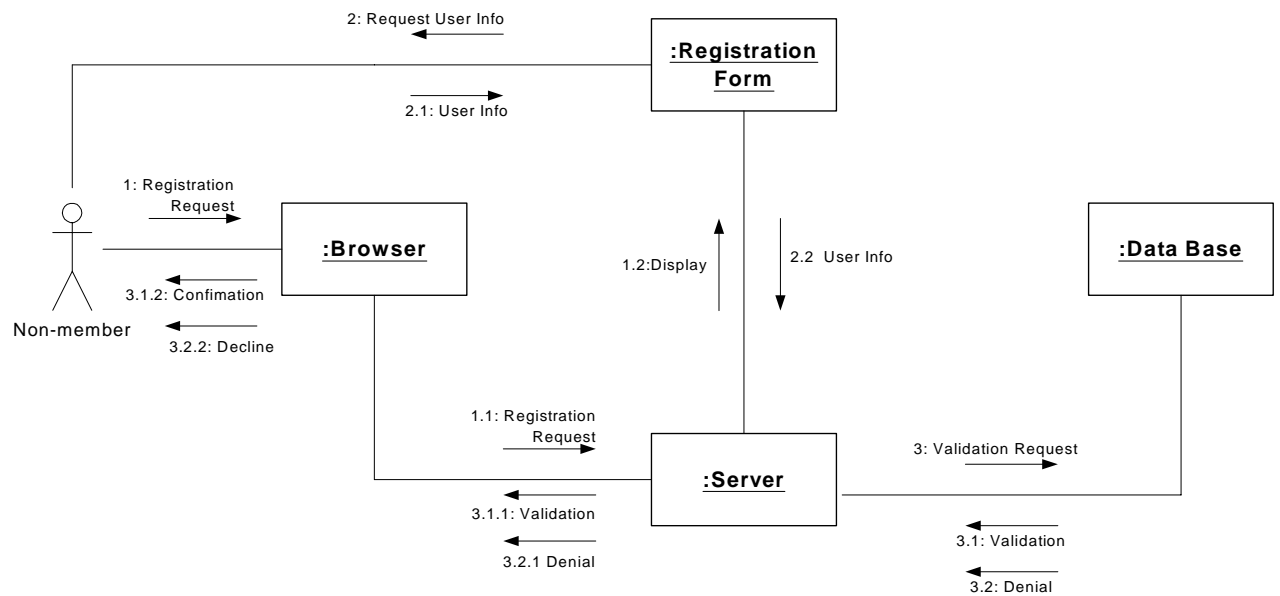 2: Request User Info
:Registration
Form
2.1: User Info
1: Registration
Request
:Browser
1.2:Display
2.2 User Info
:Data Base
3.1.2: Confimation
Non-member
3.2.2: Decline
1.1: Registration
Request
:Server
3: Validation Request
3.1.1: Validation
3.2.1 Denial
3.1: Validation
3.2: Denial